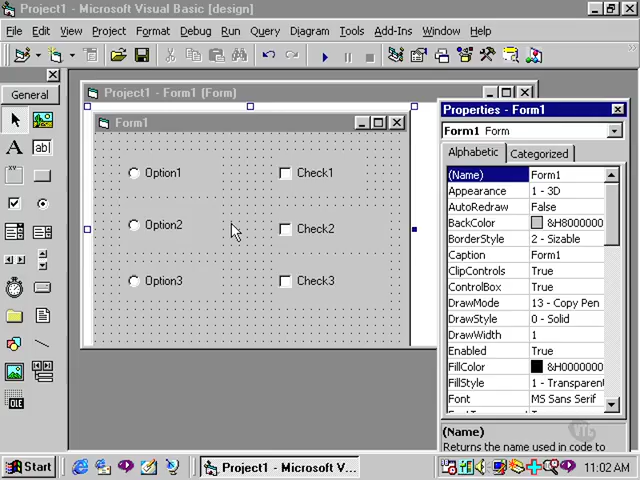 Project1 - Microsoft Visual Basic [design]
File Edit View Project Format Debug Run Query Diagram Tools Add-Ins Window Help
General
A
ab|
xy
OLE
Project1 - Form1 (Form)
Form1
Option1 Check1
Option2 Check2
Option3 Check3
Properties - Form1
Form1 Form
Alphabetic Categorized
(Name) Form1
Appearance 1 - 3D
AutoRedraw False
BackColor &H8000000
BorderStyle 2 - Sizable
Caption Form1
ClipControls True
ControlBox True
DrawMode 13 - Copy Pen
DrawStyle 0 - Solid
DrawWidth 1
Enabled True
FillColor &H0000000
FillStyle 1 - Transparent
Font MS Sans Serif
(Name)
Returns the name used in code to
Start
Project1 - Microsoft V...
11:02 AM